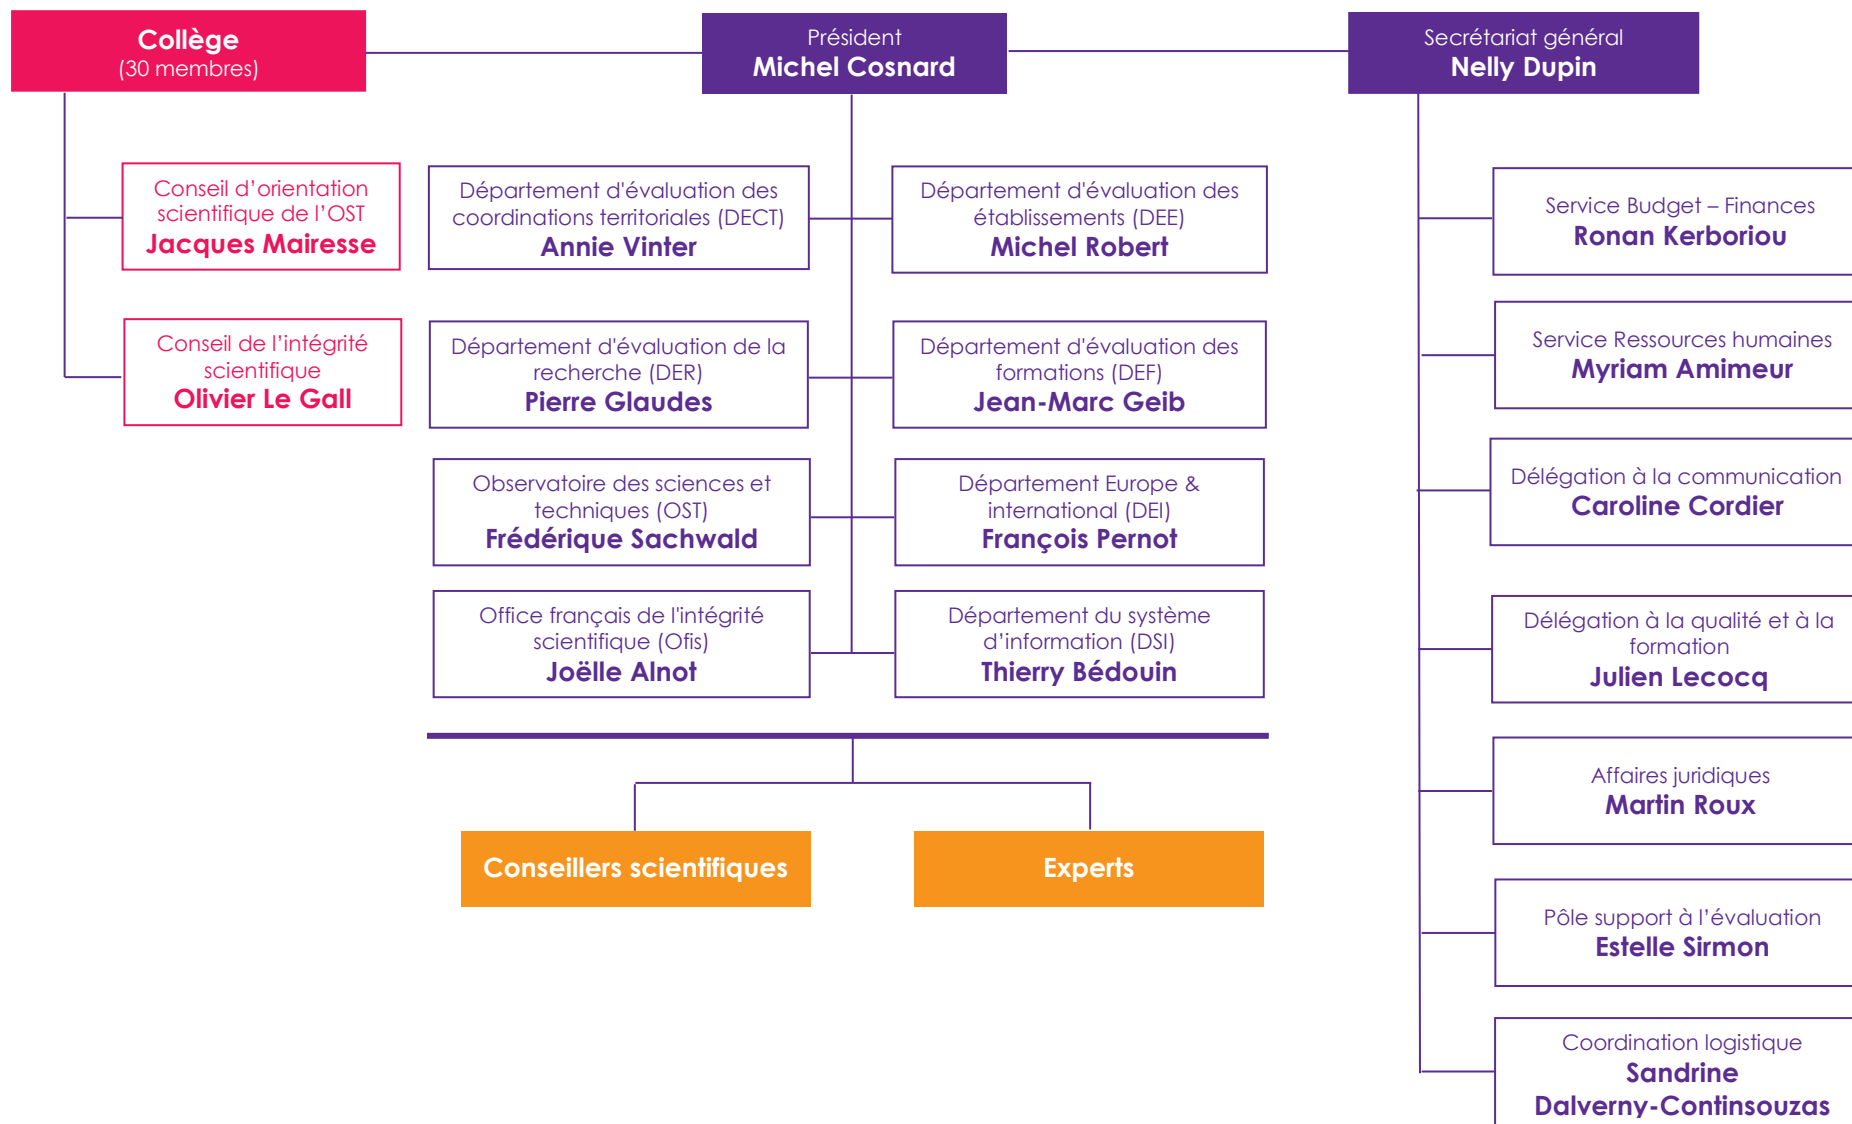 Collège
(30 membres)
Président
Michel Cosnard
Secrétariat général
Nelly Dupin
Conseil d’orientation
scientifique de l’OST
Jacques Mairesse
Conseil de l’intégrité
scientifique
Olivier Le Gall
Département d'évaluation des
coordinations territoriales (DECT)
Annie Vinter
Département d'évaluation des
établissements (DEE)
Michel Robert
Département d'évaluation de la
recherche (DER)
Pierre Glaudes
Département d'évaluation des
formations (DEF)
Jean-Marc Geib
Observatoire des sciences et
techniques (OST)
Frédérique Sachwald
Département Europe &
international (DEI)
François Pernot
Office français de l'intégrité
scientifique (Ofis)
Joëlle Alnot
Département du système
d’information (DSI)
Thierry Bédouin
Conseillers scientifiques
Experts
Service Budget – Finances
Ronan Kerboriou
Service Ressources humaines
Myriam Amimeur
Délégation à la communication
Caroline Cordier
Délégation à la qualité et à la
formation
Julien Lecocq
Affaires juridiques
Martin Roux
Pôle support à l’évaluation
Estelle Sirmon
Coordination logistique
Sandrine
Dalverny-Continsouzas